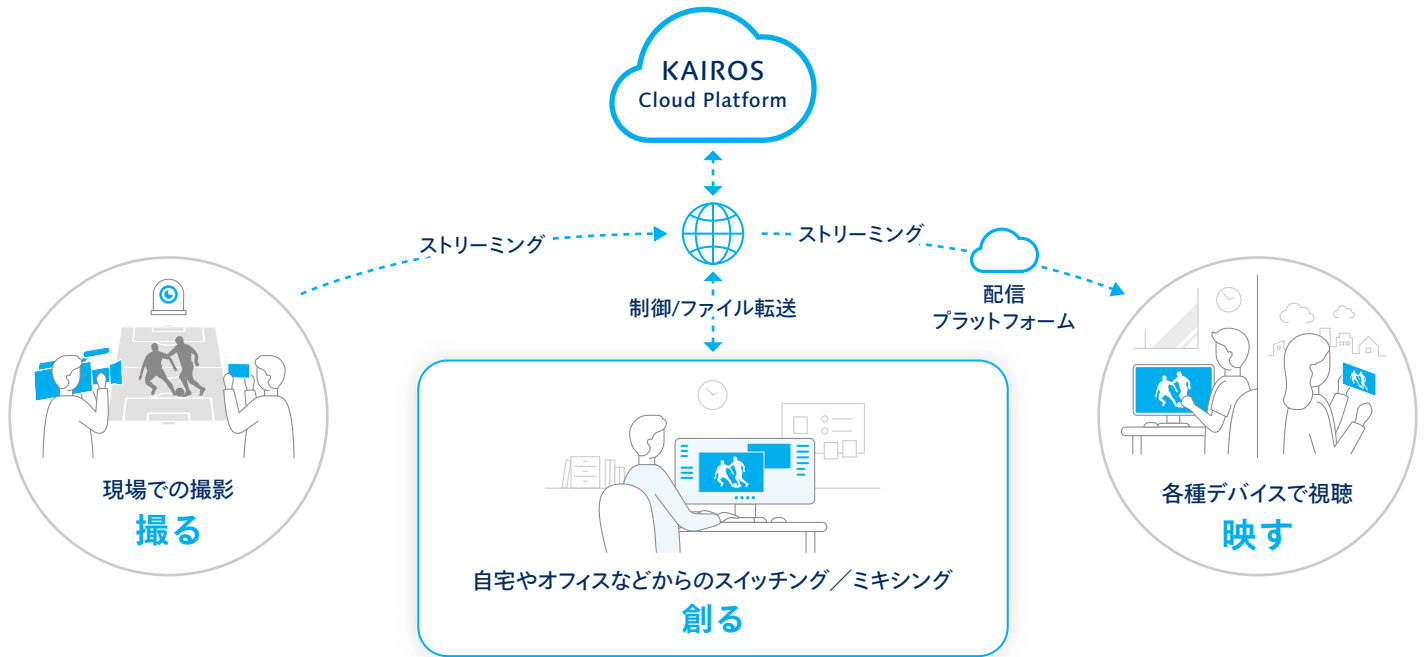 KAIROS
Cloud Platform
ストリーミング
ストリーミング
制御/ファイル転送
配信
プラットフォーム
現場での撮影
撮る
自宅やオフィスなどからのスイッチング／ミキシング
創る
各種デバイスで視聴
映す